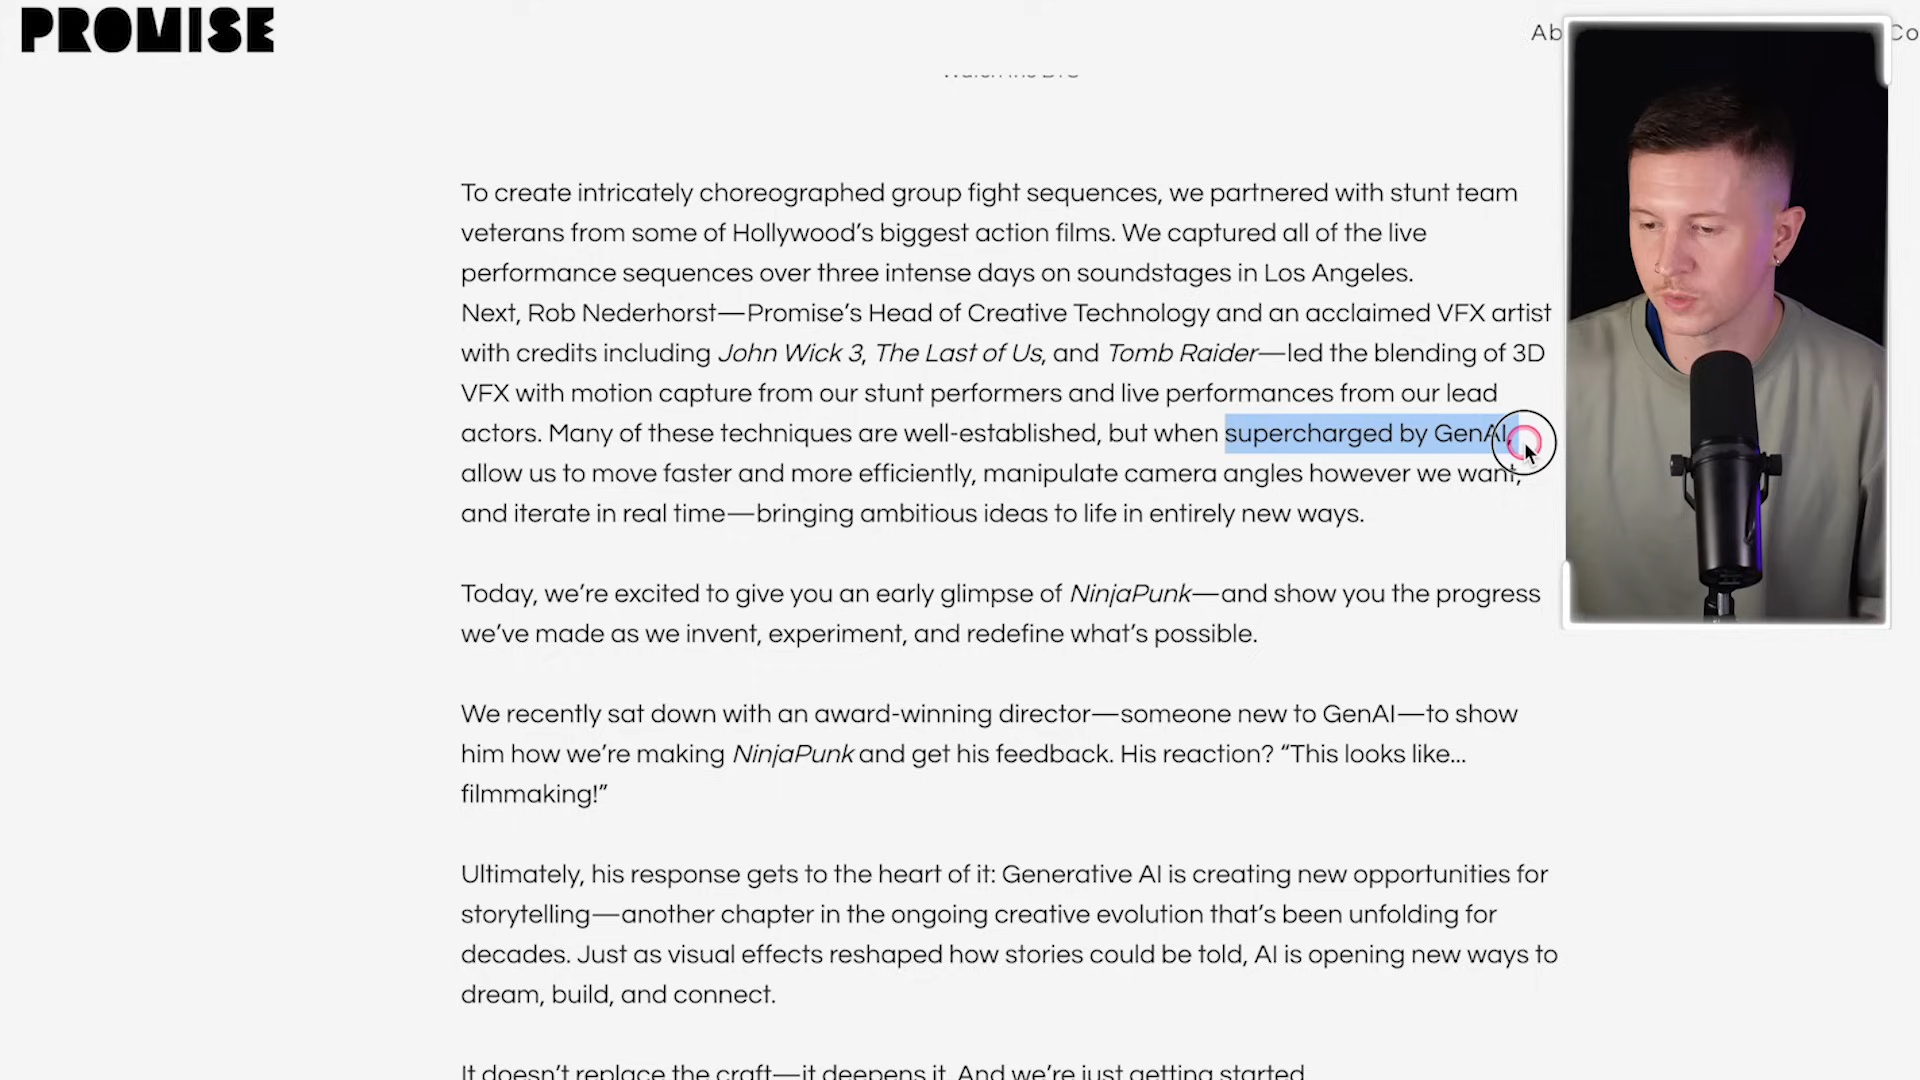 PROMISE
Ab
Co
To create intricately choreographed group fight sequences, we partnered with stunt team
veterans from some of Hollywood’s biggest action films. We captured all of the live
performance sequences over three intense days on soundstages in Los Angeles.
Next, Rob Nederhorst—Promise’s Head of Creative Technology and an acclaimed VFX artist
with credits including John Wick 3, The Last of Us, and Tomb Raider—led the blending of 3D
VFX with motion capture from our stunt performers and live performances from our lead
actors. Many of these techniques are well-established, but when supercharged by GenAI,
allow us to move faster and more efficiently, manipulate camera angles however we want,
and iterate in real time—bringing ambitious ideas to life in entirely new ways.
Today, we’re excited to give you an early glimpse of NinjaPunk—and show you the progress
we’ve made as we invent, experiment, and redefine what’s possible.
We recently sat down with an award-winning director—someone new to GenAI—to show
him how we’re making NinjaPunk and get his feedback. His reaction? “This looks like...
filmmaking!”
Ultimately, his response gets to the heart of it: Generative AI is creating new opportunities for
storytelling—another chapter in the ongoing creative evolution that’s been unfolding for
decades. Just as visual effects reshaped how stories could be told, AI is opening new ways to
dream, build, and connect.
It doesn’t replace the craft—it deepens it. And we’re just getting started